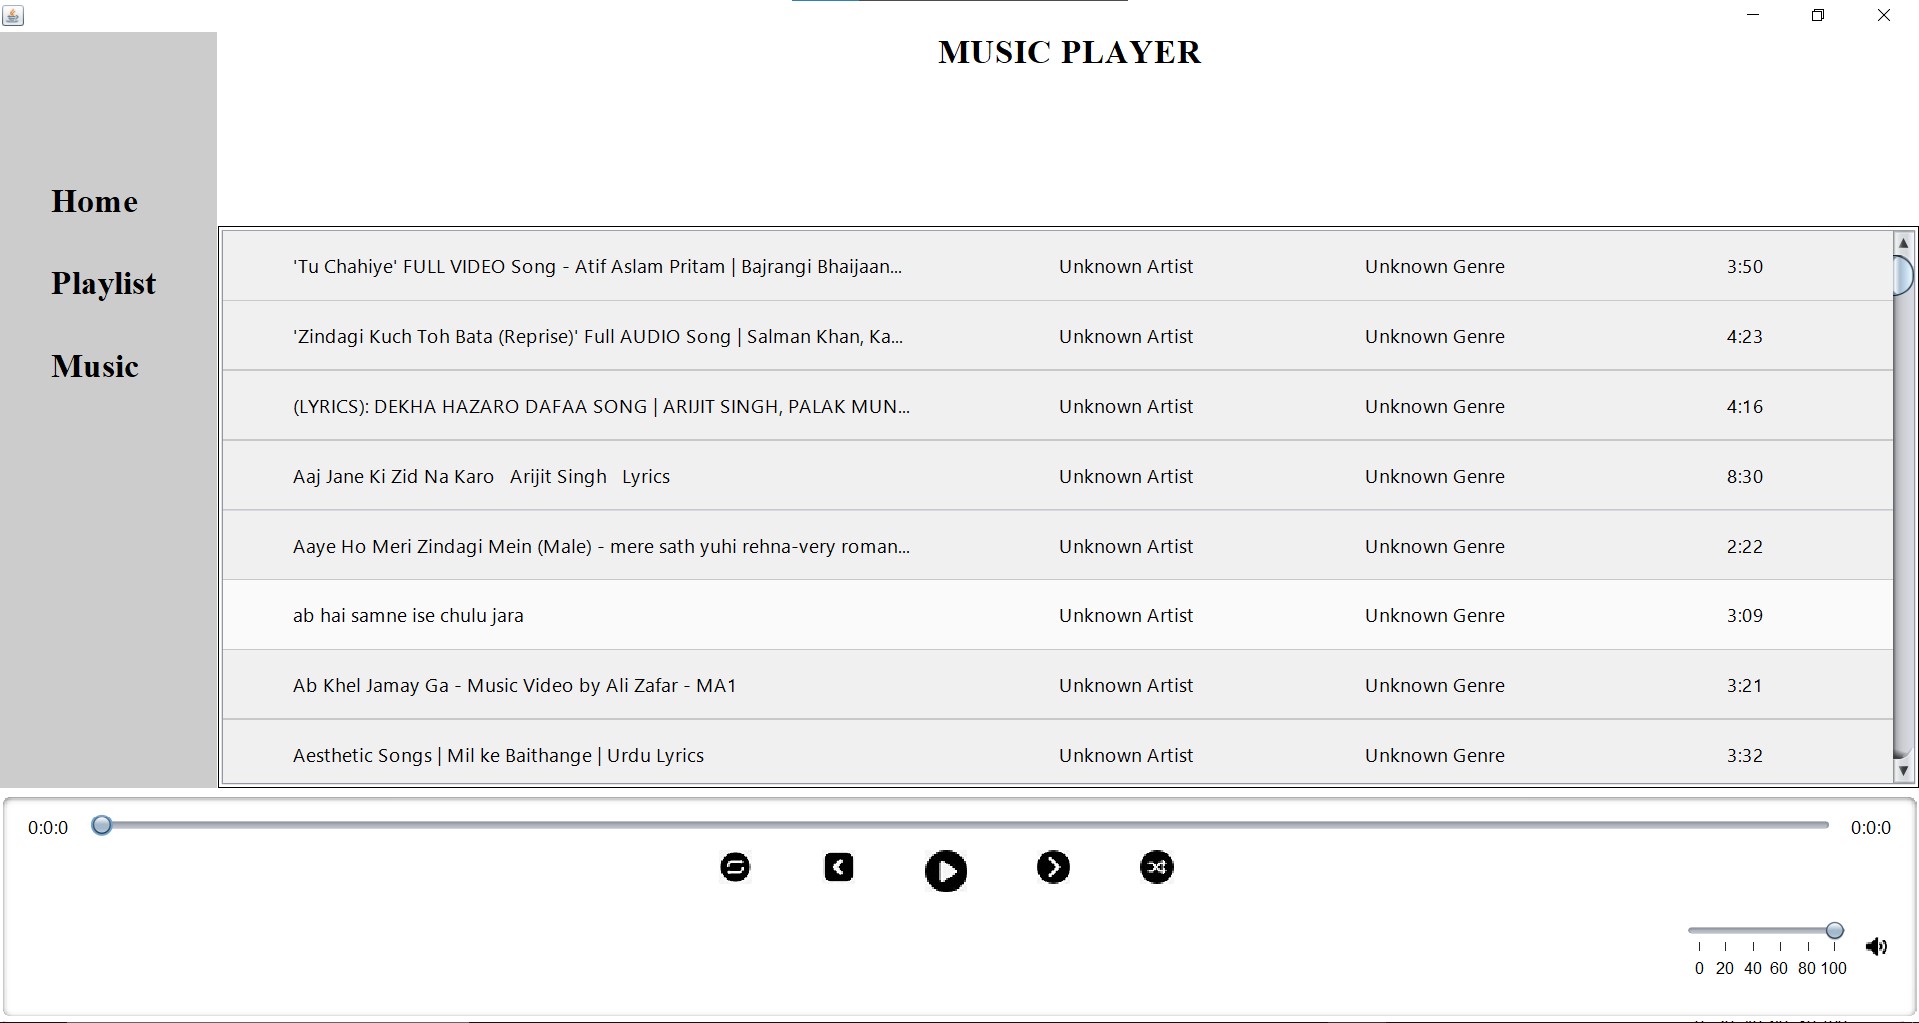 MUSIC PLAYER
Home
Playlist
Music
'Tu Chahiye' FULL VIDEO Song - Atif Aslam Pritam | Bajrangi Bhaijaan... Unknown Artist Unknown Genre 3:50
'Zindagi Kuch Toh Bata (Reprise)' Full AUDIO Song | Salman Khan, Ka... Unknown Artist Unknown Genre 4:23
(LYRICS): DEKHA HAZARO DAFAA SONG | ARIJIT SINGH, PALAK MUN... Unknown Artist Unknown Genre 4:16
Aaj Jane Ki Zid Na Karo   Arijit Singh   Lyrics Unknown Artist Unknown Genre 8:30
Aaye Ho Meri Zindagi Mein (Male) - mere sath yuhi rehna-very roman... Unknown Artist Unknown Genre 2:22
ab hai samne ise chulu jara Unknown Artist Unknown Genre 3:09
Ab Khel Jamay Ga - Music Video by Ali Zafar - MA1 Unknown Artist Unknown Genre 3:21
Aesthetic Songs | Mil ke Baithange | Urdu Lyrics Unknown Artist Unknown Genre 3:32
0:0:0 0:0:0
0 20 40 60 80 100